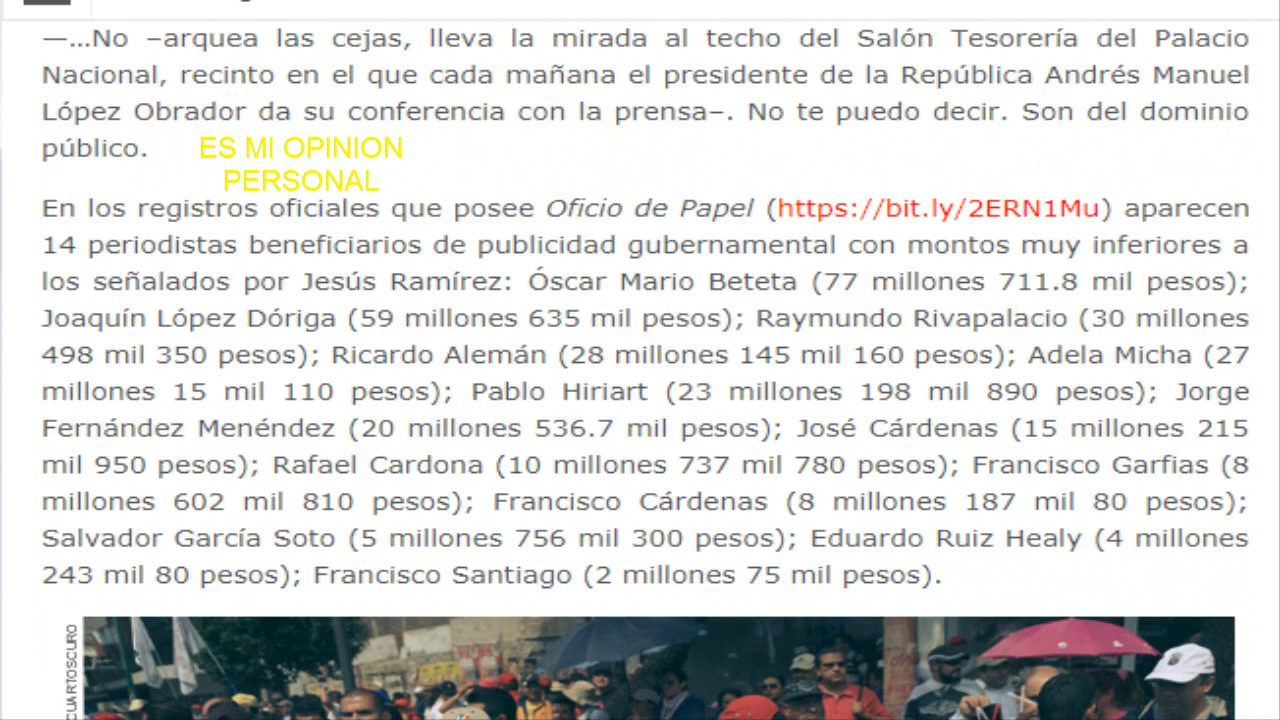 —...No –arquea las cejas, lleva la mirada al techo del Salón Tesorería del Palacio
Nacional, recinto en el que cada mañana el presidente de la República Andrés Manuel
López Obrador da su conferencia con la prensa–. No te puedo decir. Son del dominio
público.
ES MI OPINION
PERSONAL
En los registros oficiales que posee Oficio de Papel (https://bit.ly/2ERN1Mu) aparecen
14 periodistas beneficiarios de publicidad gubernamental con montos muy inferiores a
los señalados por Jesús Ramírez: Óscar Mario Beteta (77 millones 711.8 mil pesos);
Joaquín López Dóriga (59 millones 635 mil pesos); Raymundo Rivapalacio (30 millones
498 mil 350 pesos); Ricardo Alemán (28 millones 145 mil 160 pesos); Adela Micha (27
millones 15 mil 110 pesos); Pablo Hiriart (23 millones 198 mil 890 pesos); Jorge
Fernández Menéndez (20 millones 536.7 mil pesos); José Cárdenas (15 millones 215
mil 950 pesos); Rafael Cardona (10 millones 737 mil 780 pesos); Francisco Garfias (8
millones 602 mil 810 pesos); Francisco Cárdenas (8 millones 187 mil 80 pesos);
Salvador García Soto (5 millones 756 mil 300 pesos); Eduardo Ruiz Healy (4 millones
243 mil 80 pesos); Francisco Santiago (2 millones 75 mil pesos).
CUARTOSCURO